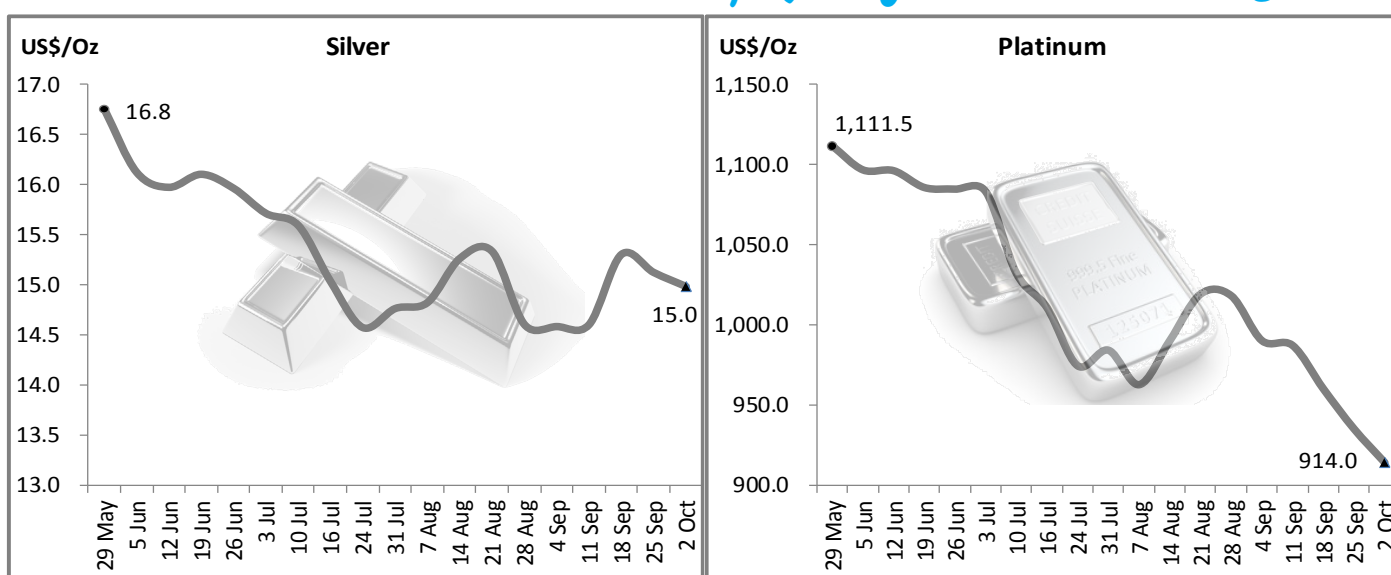 Silver
US$/Oz
17.0
16.5
16.0
15.5
15.0
14.5
14.0
13.5
13.0
16.8
15.0
29 May
5 Jun
12 Jun
19 Jun
26 Jun
3 Jul
10 Jul
16 Jul
24 Jul
31 Jul
7 Aug
14 Aug
21 Aug
28 Aug
4 Sep
11 Sep
18 Sep
25 Sep
2 Oct
Platinum
US$/Oz
1,150.0
1,100.0
1,050.0
1,000.0
950.0
900.0
1,111.5
914.0
29 May
5 Jun
12 Jun
19 Jun
26 Jun
3 Jul
10 Jul
16 Jul
24 Jul
31 Jul
7 Aug
14 Aug
21 Aug
28 Aug
4 Sep
11 Sep
18 Sep
25 Sep
2 Oct
PLATINUM